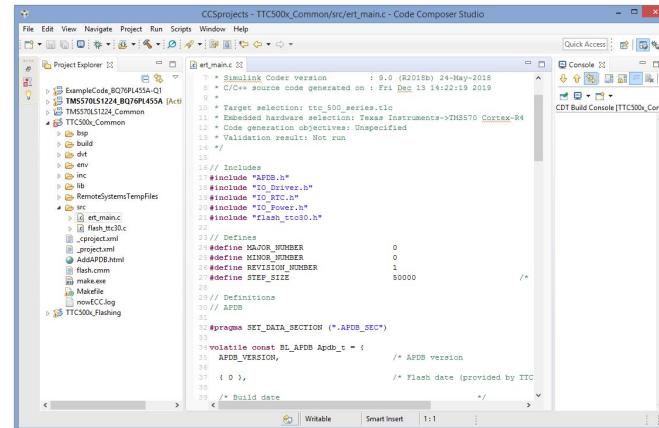 CCSprojects - TTC500x_Common/src/ert_main.c - Code Composer Studio
File Edit View Navigate Project Run Scripts Window Help
Quick Access
Project Explorer
ExampleCode_BQ76PL455A-Q1
TMS570LS1224_BQ76PL455A [Acti
TMS570LS1224_Common
TTC500x_Common
bsp
build
dvt
env
inc
lib
RemoteSystemsTempFiles
src
ert_main.c
flash_ttc30.c
_cproject.xml
_project.xml
AddAPDB.html
flash.cmm
make.exe
Makefile
nowECC.log
TTC500x_Flashing
ert_main.c
7 * Simulink Coder version : 9.0 (R2018b) 24-May-2018
8 * C/C++ source code generated on : Fri Dec 13 14:22:19 2019
9 *
10 * Target selection: ttc_500_series.tlc
11 * Embedded hardware selection: Texas Instruments->TMS570 Cortex-R4
12 * Code generation objectives: Unspecified
13 * Validation result: Not run
14 */
15
16 // Includes
17 #include "APDB.h"
18 #include "IO_Driver.h"
19 #include "IO_RTC.h"
20 #include "IO_Power.h"
21 #include "flash_ttc30.h"
22
23 // Defines
24 #define MAJOR_NUMBER 0
25 #define MINOR_NUMBER 0
26 #define REVISION_NUMBER 1
27 #define STEP_SIZE 50000 /*
28
29 // Definitions
30 // APDB
31
32 #pragma SET_DATA_SECTION (".APDB_SEC")
33
34 volatile const BL_APDB Apdb_t = {
35 APDB_VERSION, /* APDB version
36
37 { 0 }, /* Flash date (provided by TTC
38
39 /* Build date */
Console
CDT Build Console [TTC500x_Cor
Writable Smart Insert 1 : 1